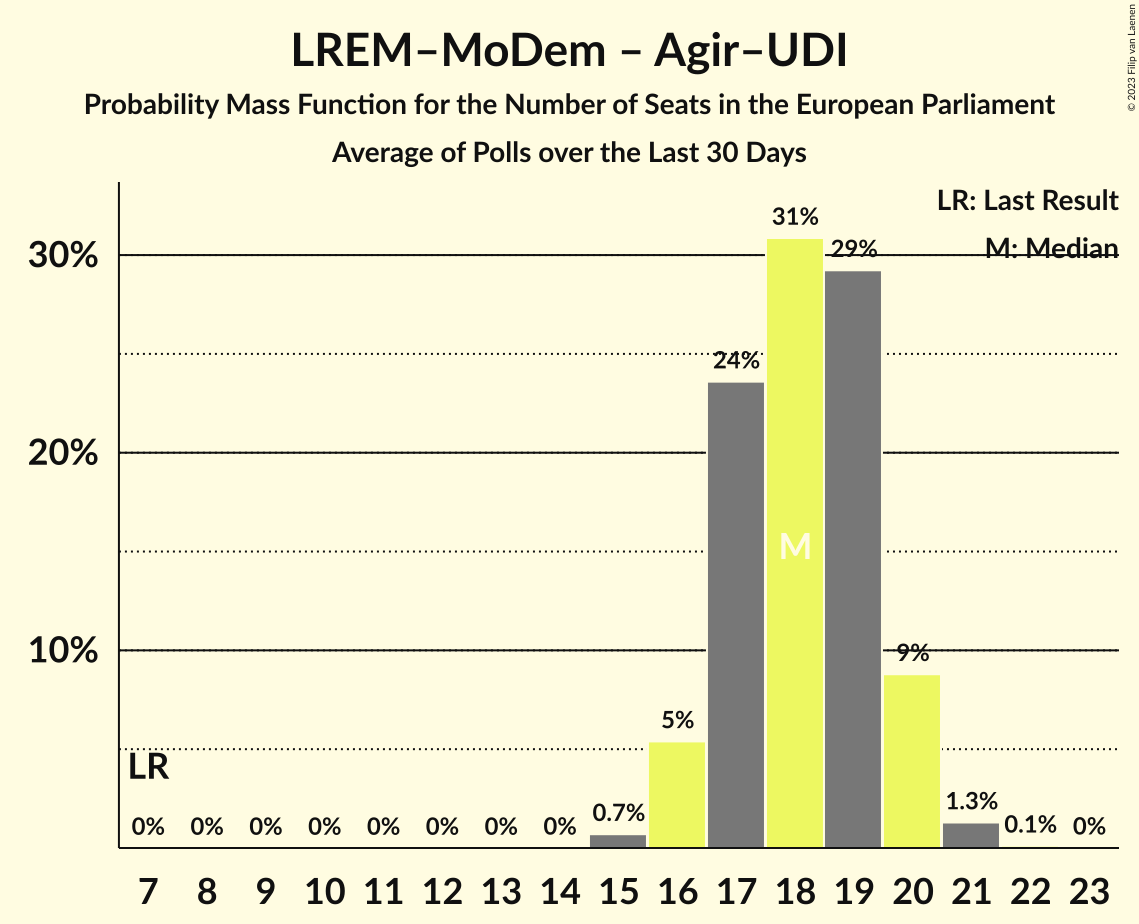 LREM–MoDem – Agir–UDI
Probability Mass Function for the Number of Seats in the European Parliament
Average of Polls over the Last 30 Days
© 2023 Filip van Laenen
LR: Last Result
M: Median
30%
20%
10%
31%
29%
24%
M
9%
5%
LR
0% 0% 0% 0% 0% 0% 0% 0% 0.7% 1.3% 0.1% 0%
7 8 9 10 11 12 13 14 15 16 17 18 19 20 21 22 23